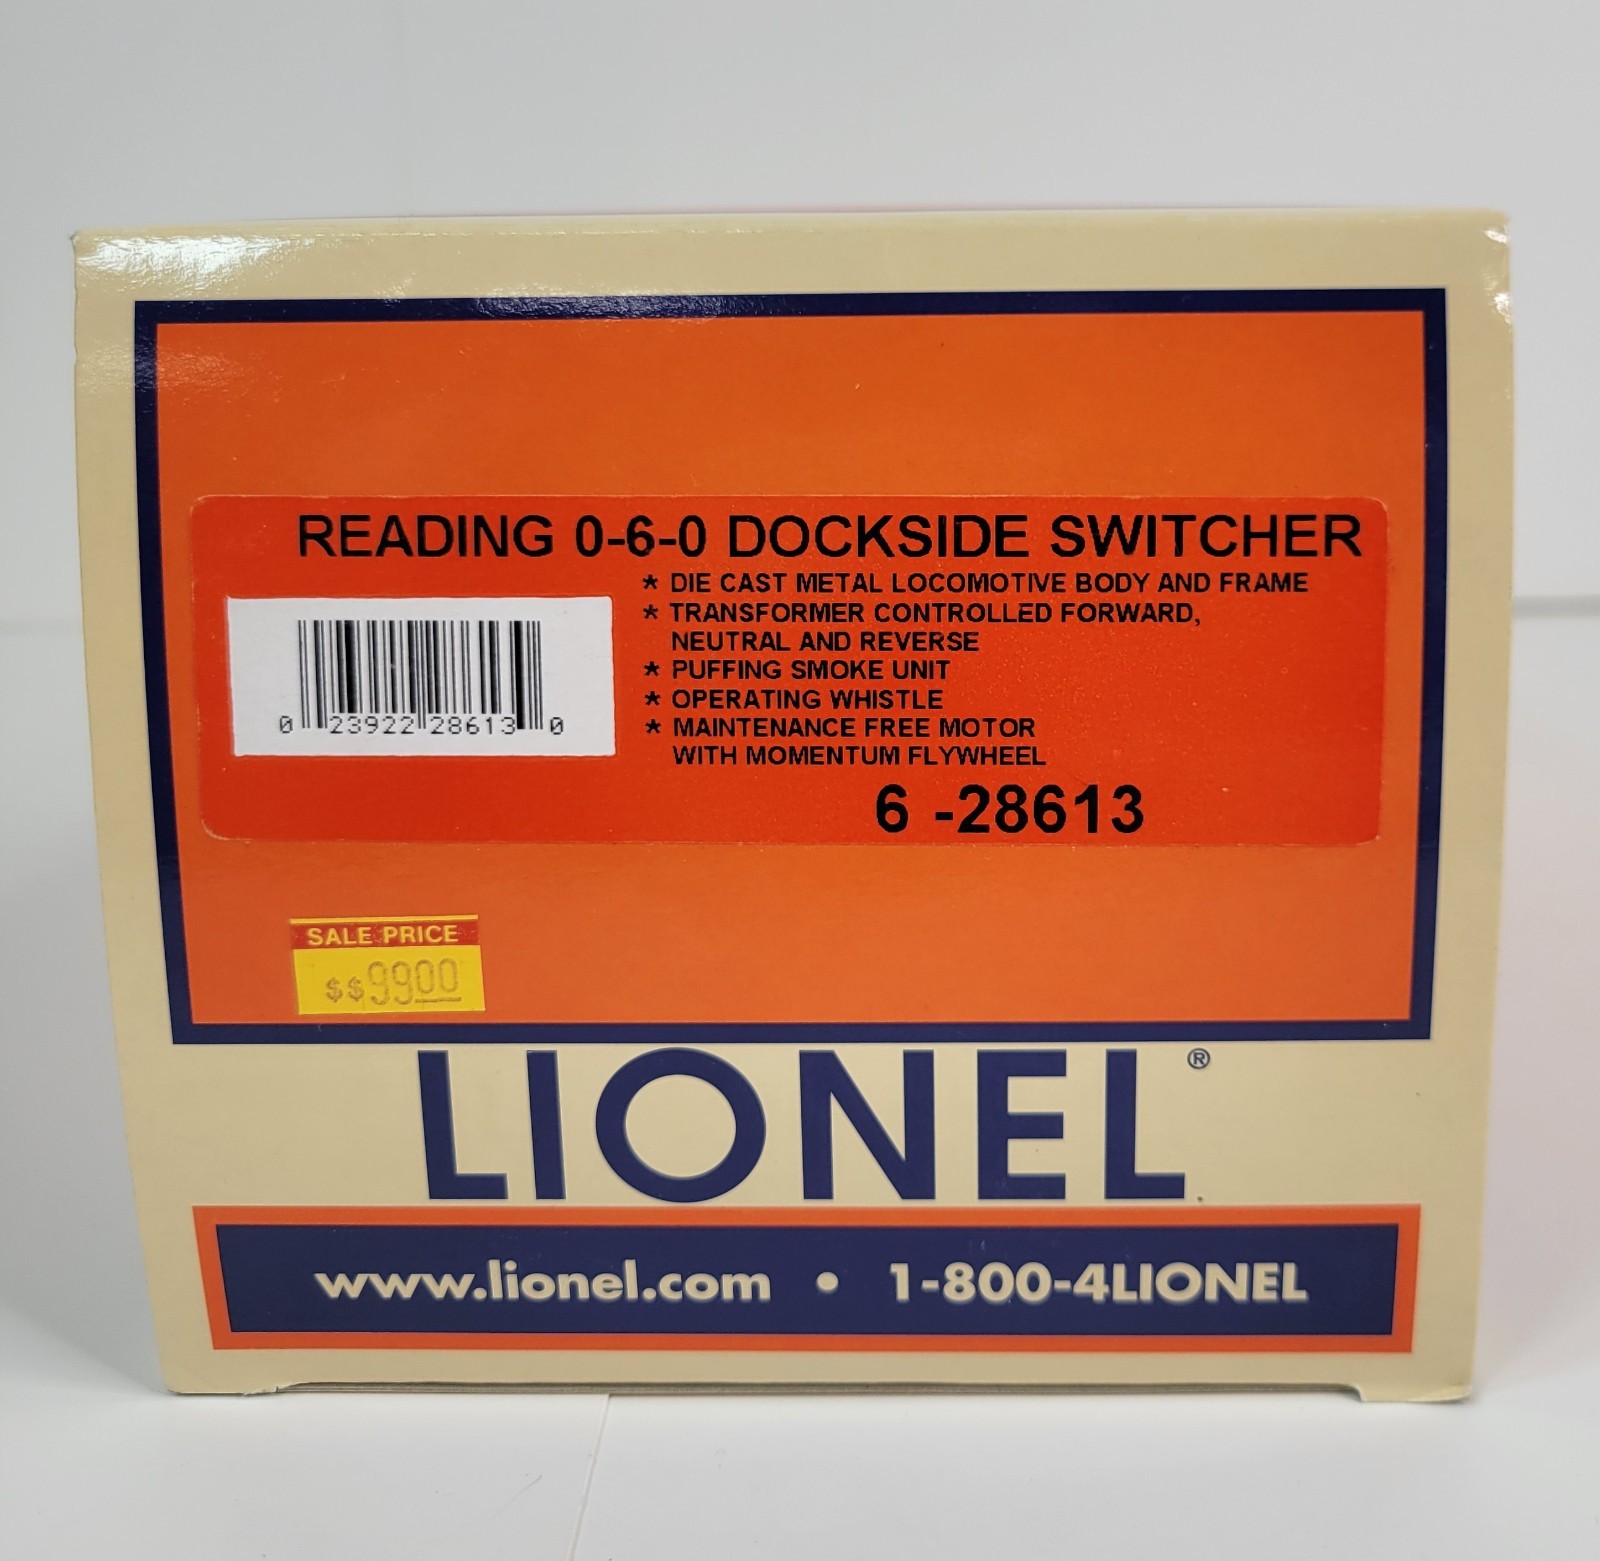 READING 0-6-0 DOCKSIDE SWITCHER
* DIE CAST METAL LOCOMOTIVE BODY AND FRAME
* TRANSFORMER CONTROLLED FORWARD,
NEUTRAL AND REVERSE
* PUFFING SMOKE UNIT
* OPERATING WHISTLE
* MAINTENANCE FREE MOTOR
WITH MOMENTUM FLYWHEEL
0 23922 28613 0
6 -28613
SALE PRICE
$$9900
LIONEL®
www.lionel.com • 1-800-4LIONEL